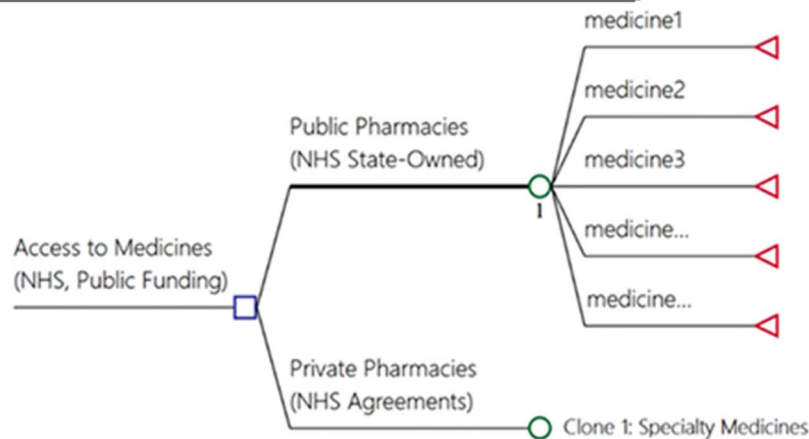 medicine1
medicine2
Public Pharmacies
(NHS State-Owned)
medicine3
1
medicine...
Access to Medicines
(NHS, Public Funding)
medicine...
Private Pharmacies
(NHS Agreements)
Clone 1: Specialty Medicines